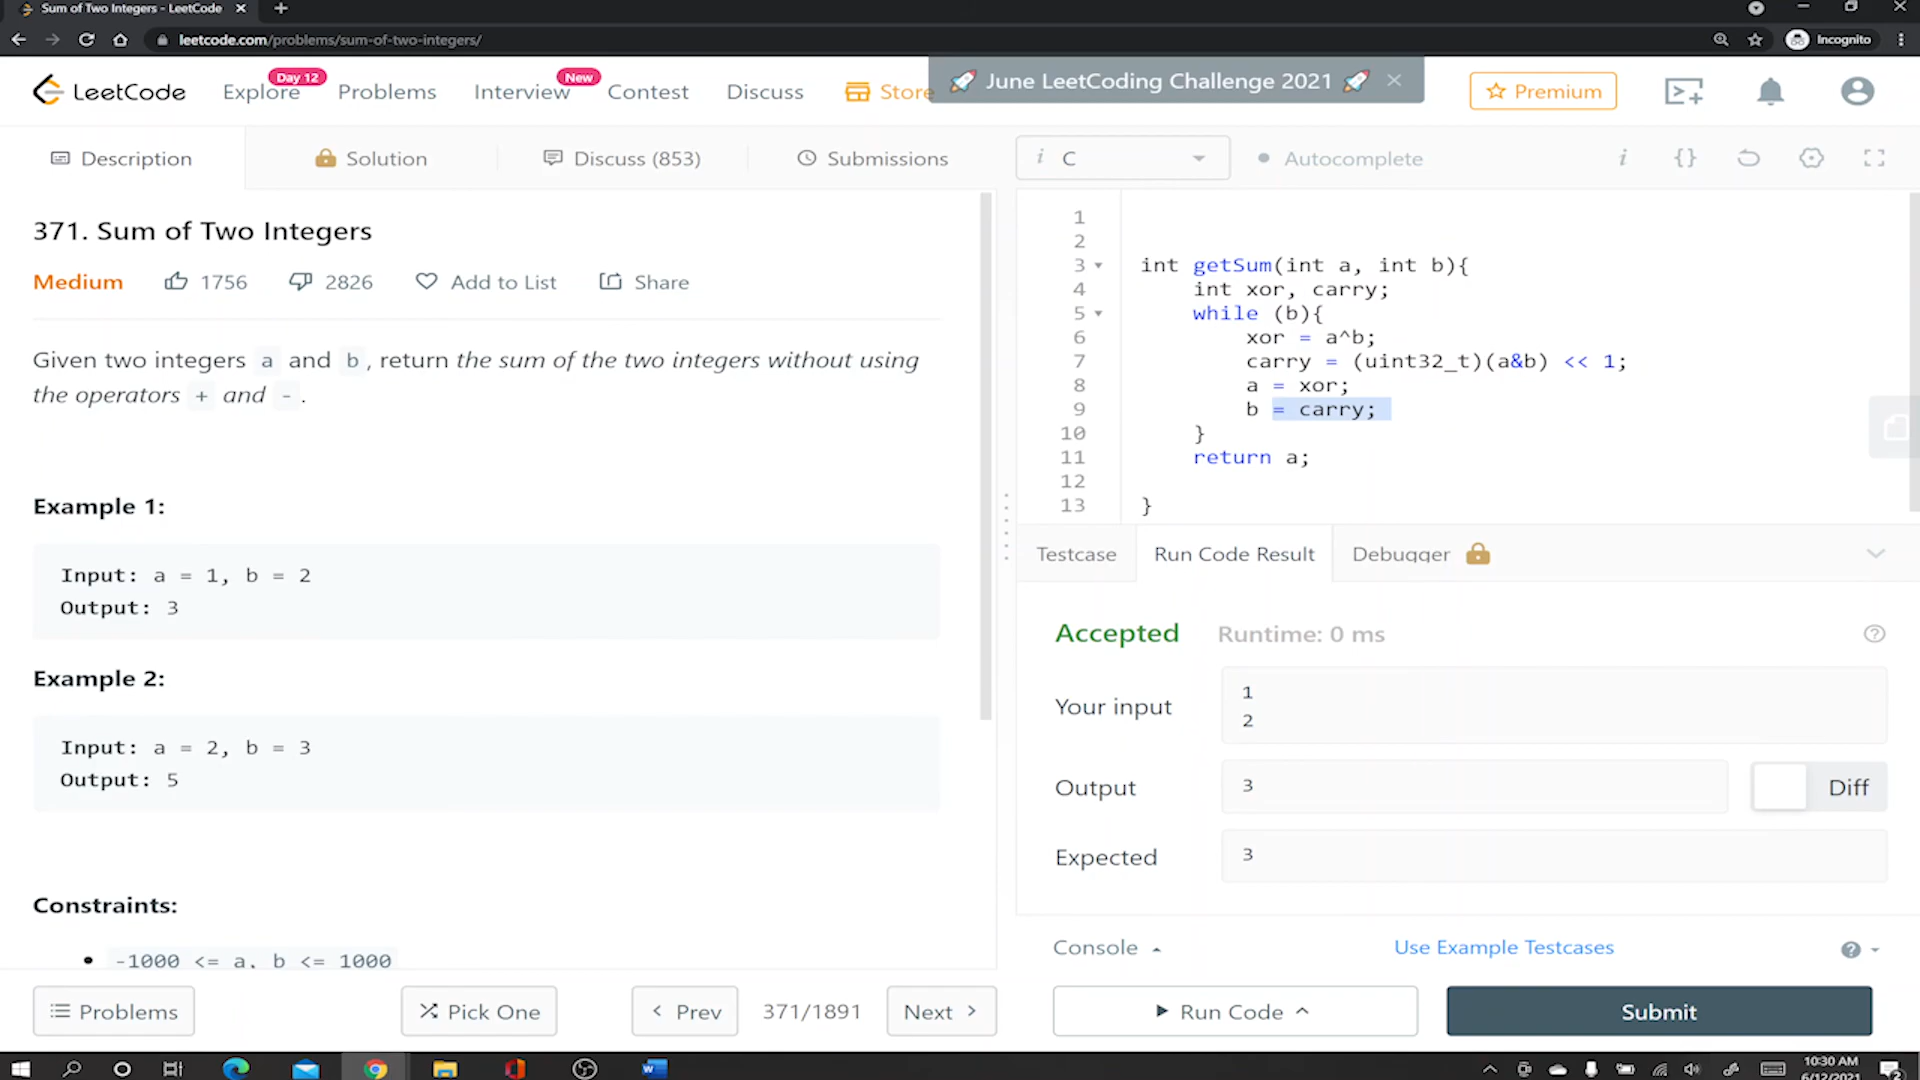 Sum of Two Integers - LeetCode
leetcode.com/problems/sum-of-two-integers/
Incognito
LeetCode
Explore
Day 12
Problems
Interview
New
Contest
Discuss
Store
🚀 June LeetCoding Challenge 2021 🚀
Premium
Description
Solution
Discuss (853)
Submissions
371. Sum of Two Integers
Medium
1756
2826
Add to List
Share
Given two integers a and b, return the sum of the two integers without using
the operators + and -.
Example 1:
Input: a = 1, b = 2
Output: 3
Example 2:
Input: a = 2, b = 3
Output: 5
Constraints:
-1000 <= a, b <= 1000
Problems
Pick One
< Prev
371/1891
Next >
i C
Autocomplete
1
2
3 int getSum(int a, int b){
4 int xor, carry;
5 while (b){
6 xor = a^b;
7 carry = (uint32_t)(a&b) << 1;
8 a = xor;
9 b = carry;
10 }
11 return a;
12
13 }
Testcase
Run Code Result
Debugger
Accepted
Runtime: 0 ms
Your input
1
2
Output
3
Diff
Expected
3
Console
Use Example Testcases
Run Code
Submit
10:30 AM
6/12/2021
2